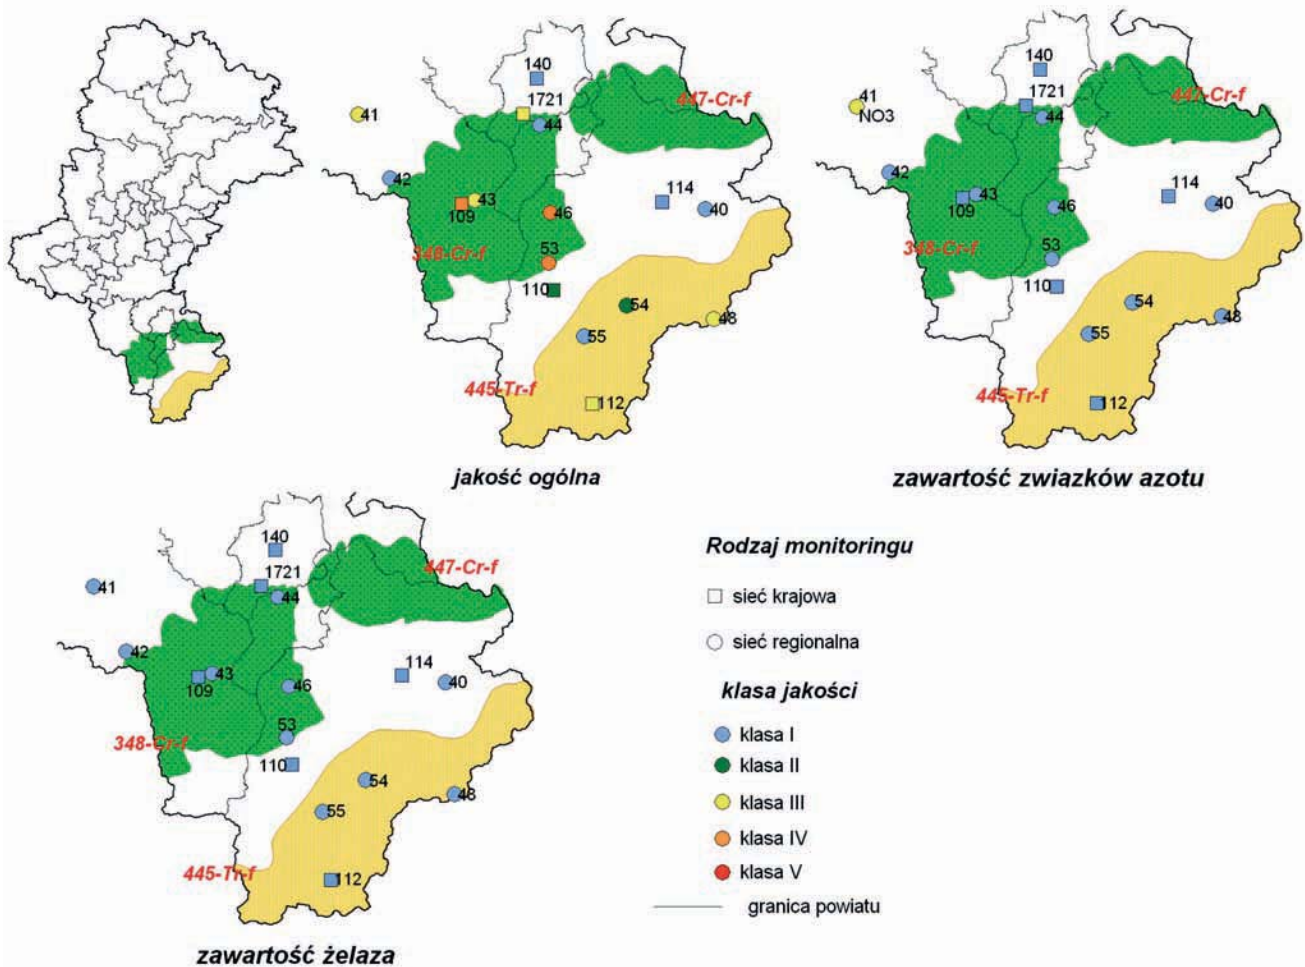 140
1721
447-Cr-f
41
44
42
43
109
114
40
46
348-Cr-f
53
110
54
48
55
445-Tr-f
112
jakość ogólna
140
1721
447-Cr-f
41
NO3
44
42
43
109
114
40
46
348-Cr-f
53
110
54
48
55
445-Tr-f
112
zawartość związków azotu
140
1721
447-Cr-f
41
44
42
43
109
114
40
46
53
348-Cr-f
110
54
48
55
445-Tr-f
112
zawartość żelaza
Rodzaj monitoringu
sieć krajowa
sieć regionalna
klasa jakości
klasa I
klasa II
klasa III
klasa IV
klasa V
granica powiatu